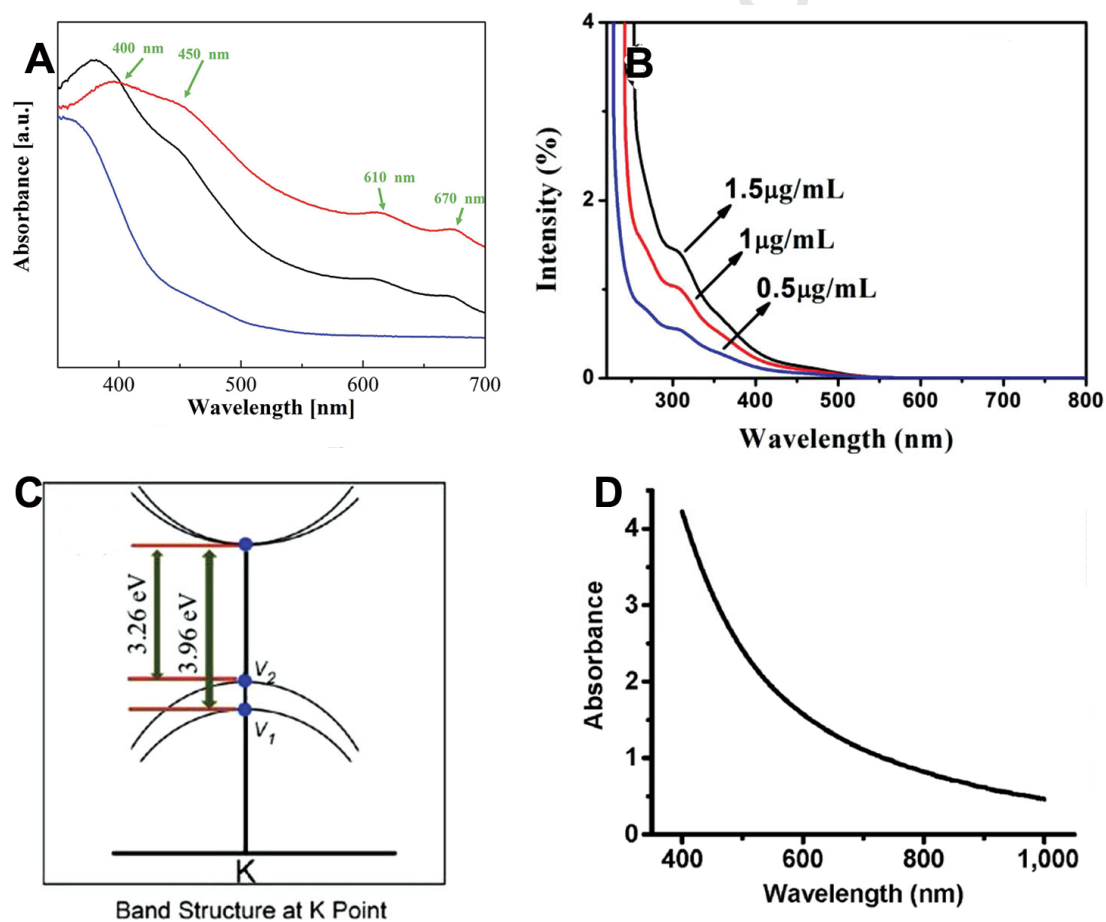 A
400 nm
450 nm
610 nm
670 nm
Absorbance [a.u.]
400
500
600
700
Wavelength [nm]
B
4
2
0
Intensity (%)
1.5µg/mL
1µg/mL
0.5µg/mL
300
400
500
600
700
800
Wavelength (nm)
C
3.26 eV
3.96 eV
V2
V1
K
Band Structure at K Point
D
4
3
2
1
0
Absorbance
400
600
800
1,000
Wavelength (nm)